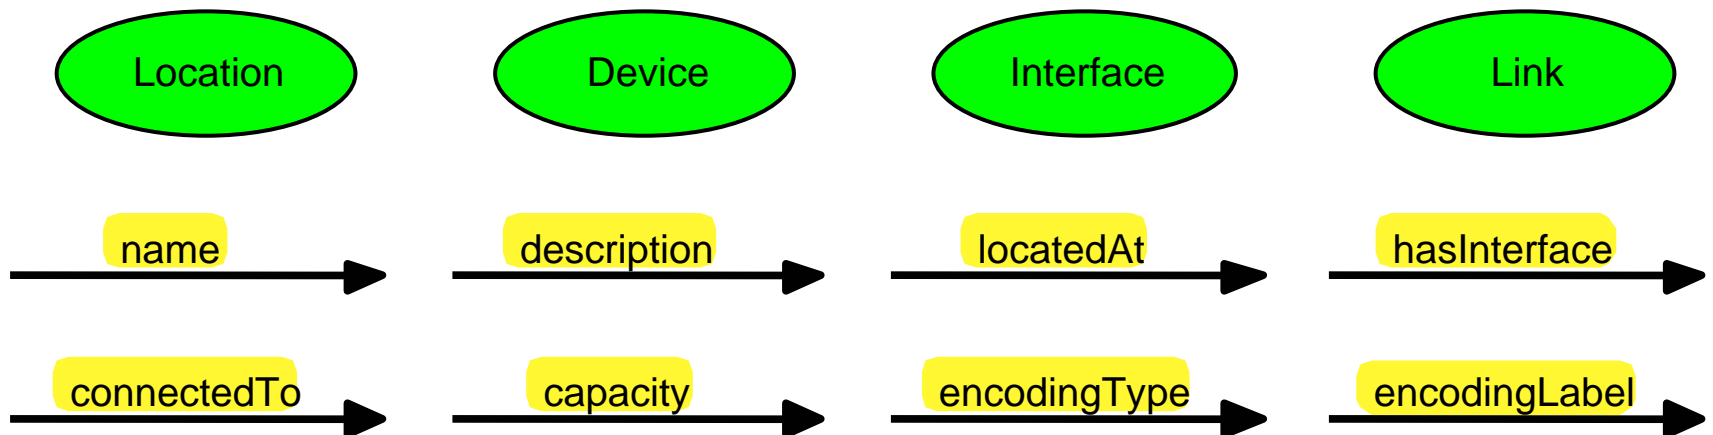 Location Device Interface Link
name description locatedAt hasInterface
connectedTo capacity encodingType encodingLabel